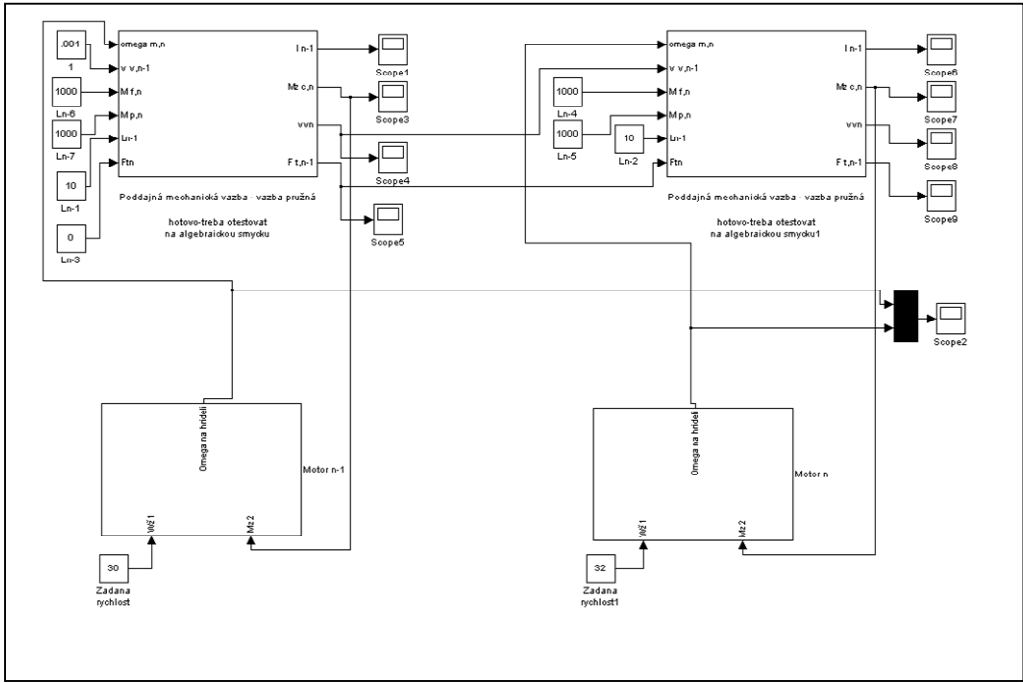 .001
1
1000
Ln-6
1000
Ln-7
10
Ln-1
0
Ln-3
omega m,n
v v,n-1
M f,n
M p,n
Ln-1
Ftn
l n-1
Mz c,n
vvn
F t,n-1
Poddajná mechanická vazba - vazba pružná
hotovo-treba otestovat
na algebraickou smycku
Scope1
Scope3
Scope4
Scope5
1000
Ln-4
1000
Ln-5
10
Ln-2
omega m,n
v v,n-1
M f,n
M p,n
Ln-1
Ftn
l n-1
Mz c,n
vvn
F t,n-1
Poddajná mechanická vazba - vazba pružná
hotovo-treba otestovat
na algebraickou smycku1
Scope6
Scope7
Scope8
Scope9
Scope2
Omega na hrideli
Wž1
Mz2
Motor n-1
30
Zadana
rychlost
Omega na hrideli
Wž1
Mz2
Motor n
32
Zadana
rychlost1